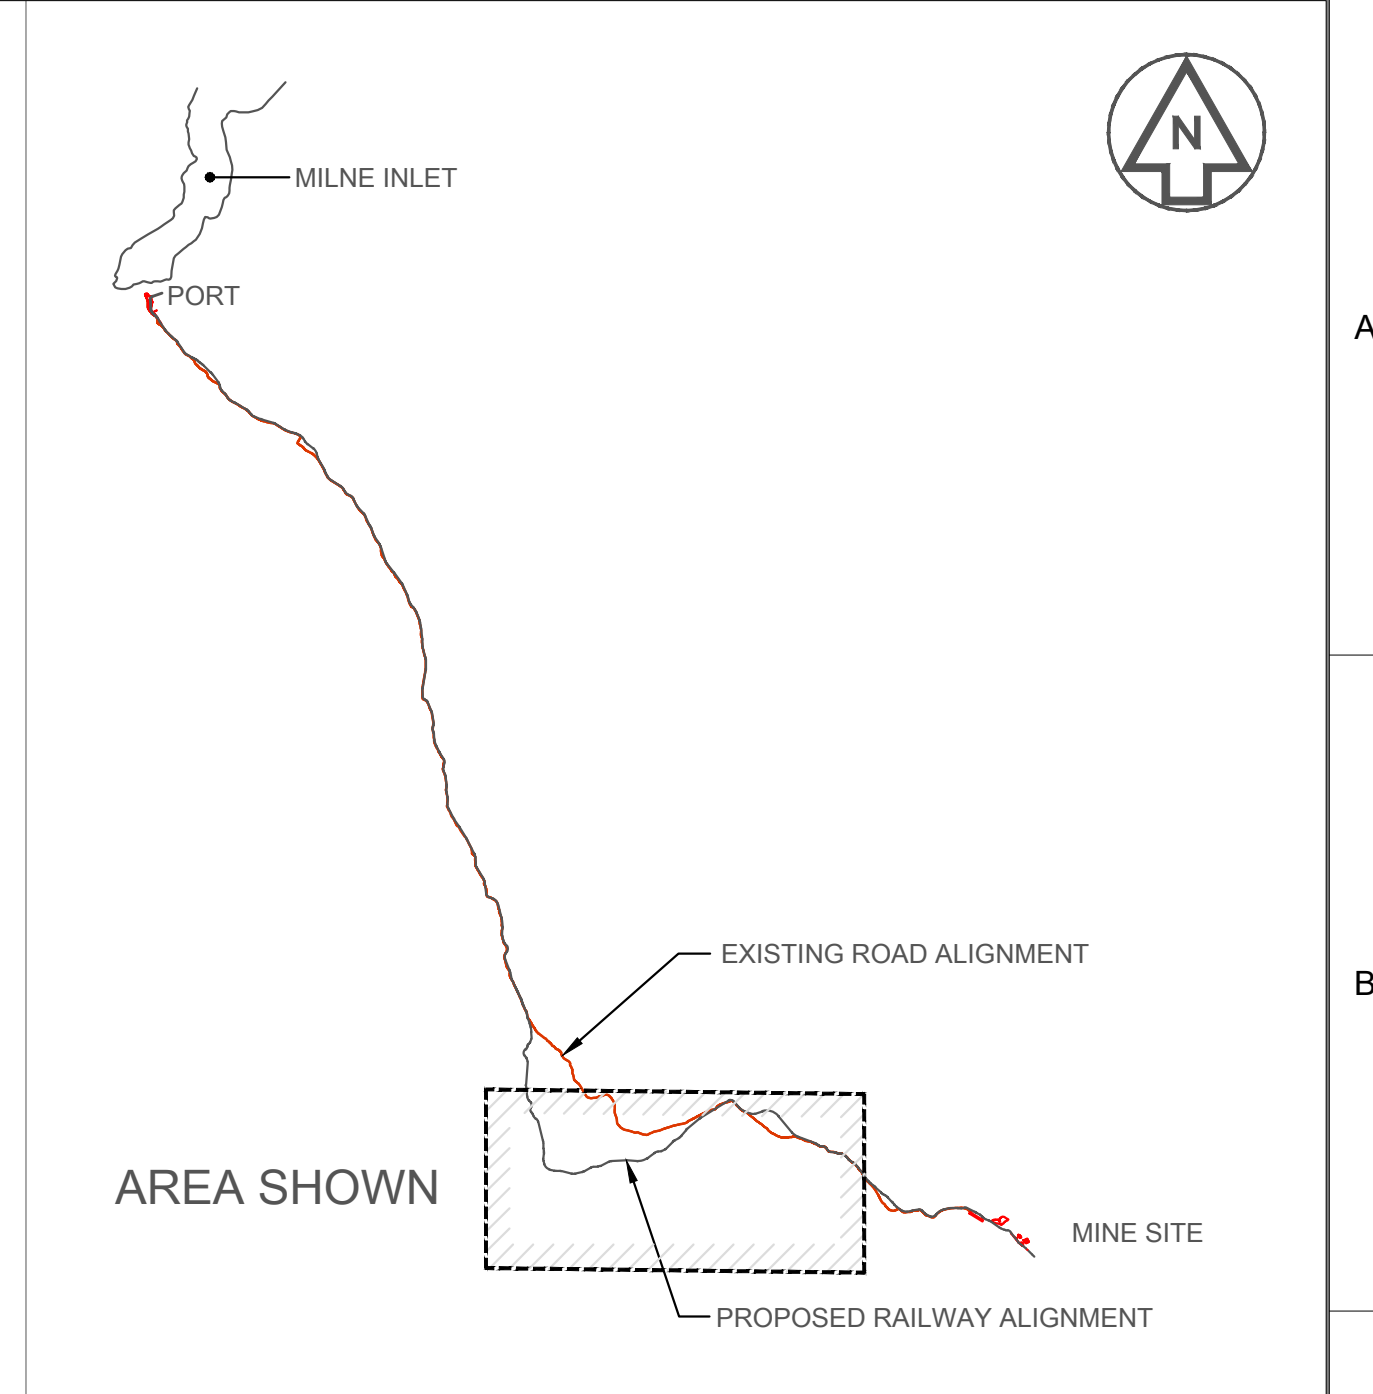 N
MILNE INLET
PORT
A
EXISTING ROAD ALIGNMENT
B
AREA SHOWN
MINE SITE
PROPOSED RAILWAY ALIGNMENT